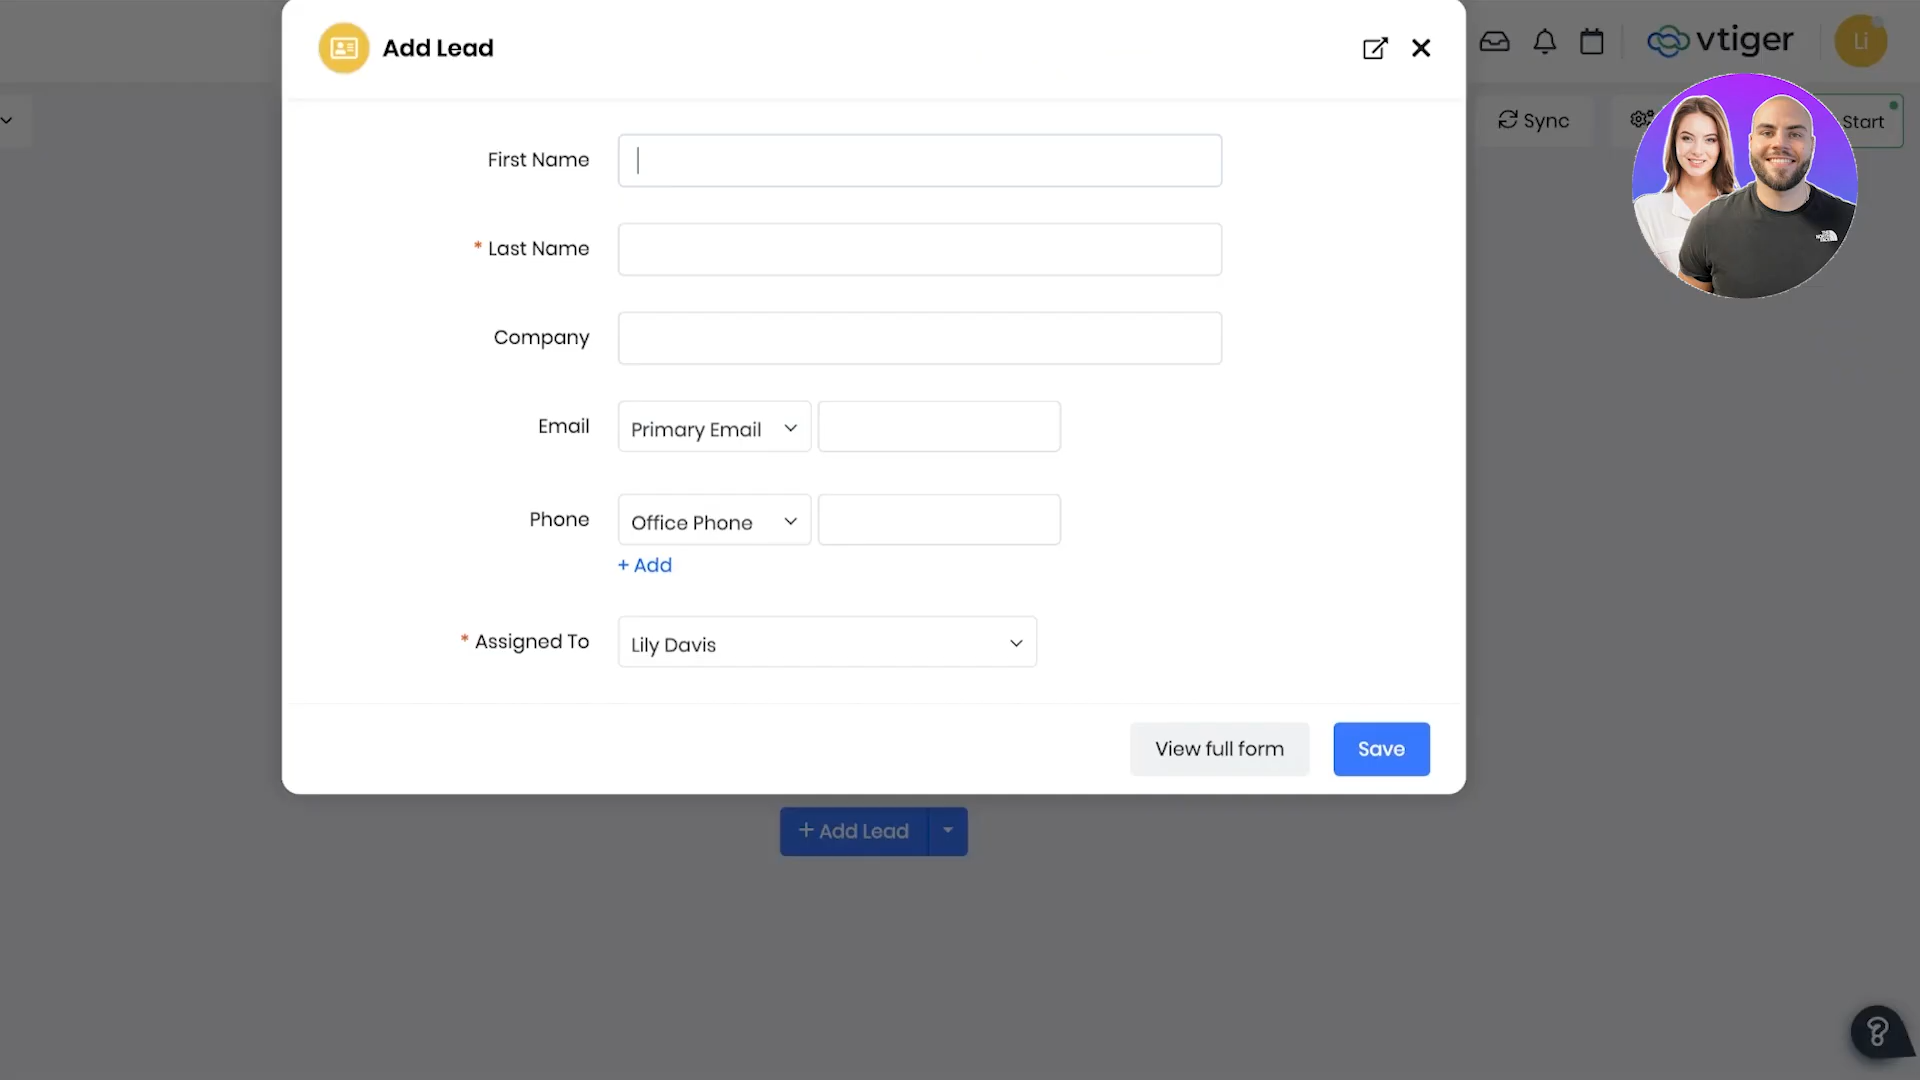 Add Lead
vtiger
Li
Sync
Start
First Name
* Last Name
Company
Email
Primary Email
Phone
Office Phone
+ Add
* Assigned To
Lily Davis
View full form
Save
+ Add Lead
?